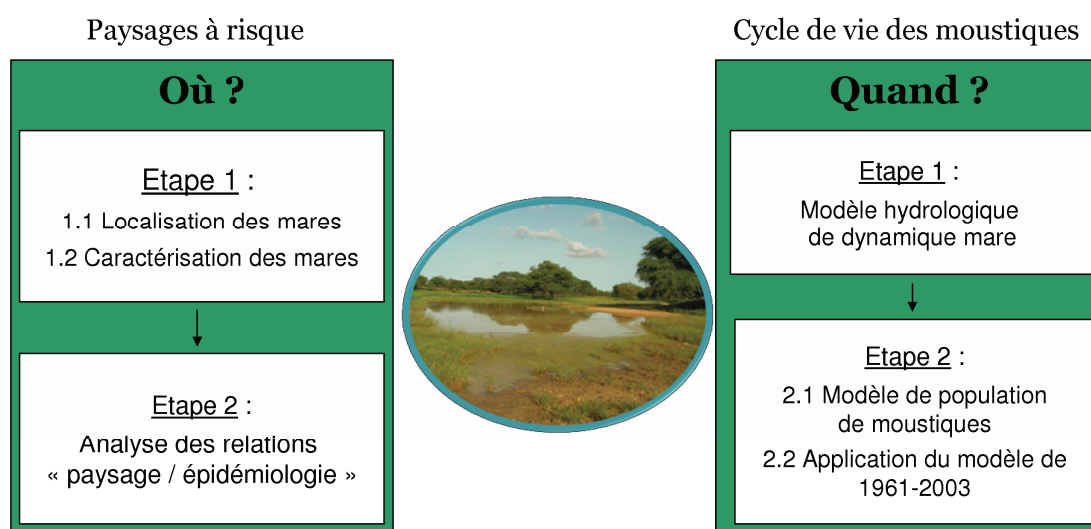 Paysages à risque
Où ?
Etape 1 :
1.1 Localisation des mares
1.2 Caractérisation des mares
Etape 2 :
Analyse des relations
« paysage / épidémiologie »
Cycle de vie des moustiques
Quand ?
Etape 1 :
Modèle hydrologique
de dynamique mare
Etape 2 :
2.1 Modèle de population
de moustiques
2.2 Application du modèle de
1961-2003